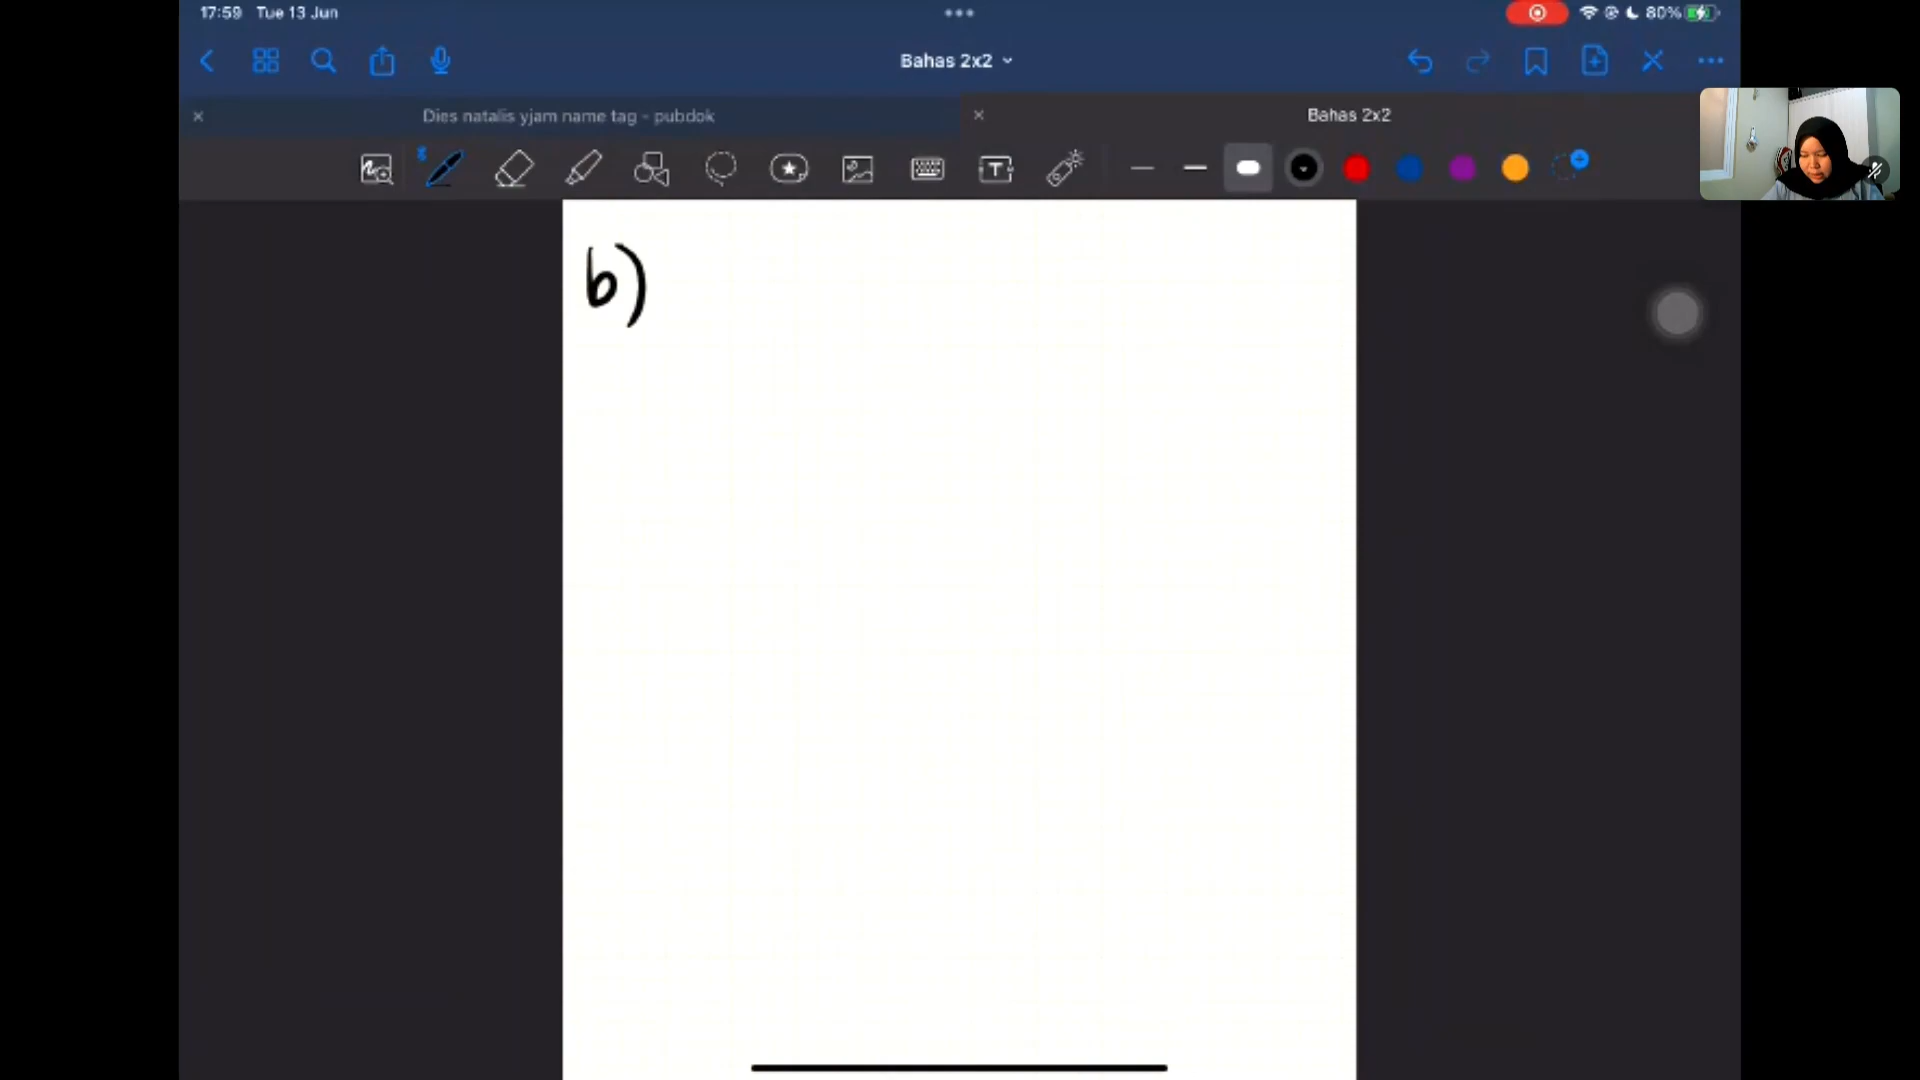 17:59 Tue 13 Jun
80%
Bahas 2x2
Dies natalis yjam name tag - pubdok
Bahas 2x2
b)